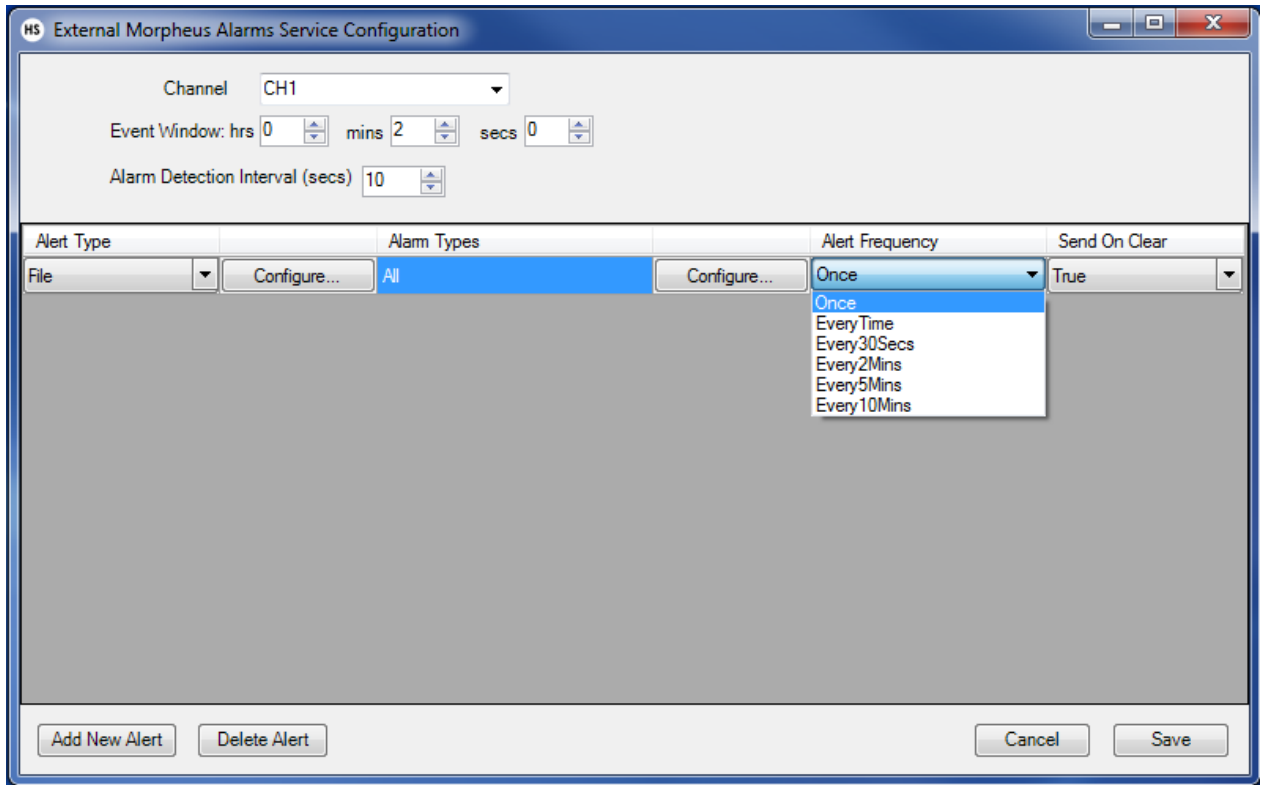 HS External Morpheus Alarms Service Configuration
Channel CH1
Event Window: hrs 0 mins 2 secs 0
Alarm Detection Interval (secs) 10
Alert Type Alarm Types Alert Frequency Send On Clear
File Configure... All Configure... Once True
Once
EveryTime
Every30Secs
Every2Mins
Every5Mins
Every10Mins
Add New Alert Delete Alert Cancel Save